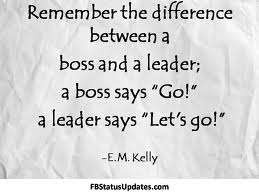 Remember the difference
between a
boss and a leader;
a boss says "Go!"
a leader says "Let's go!"
-E.M. Kelly
FBStatusUpdates.com